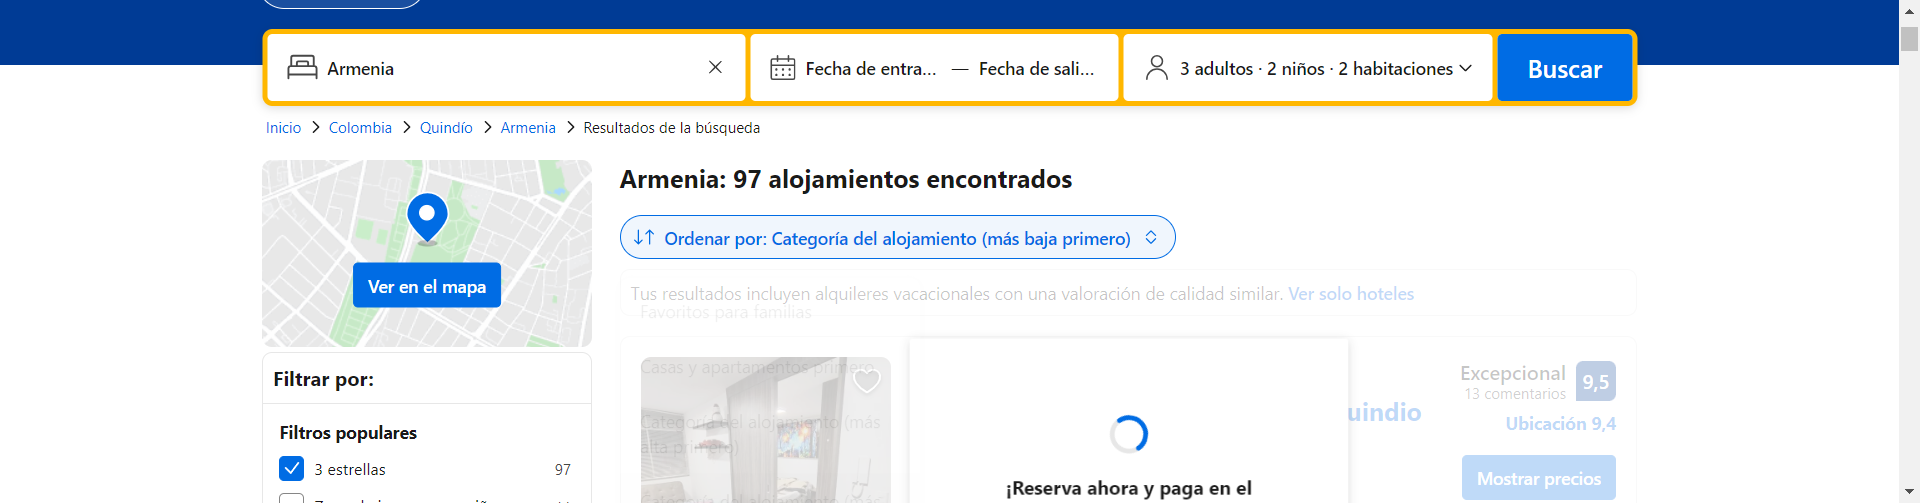 Armenia
Fecha de entra... — Fecha de sali...
3 adultos · 2 niños · 2 habitaciones
Buscar
Inicio > Colombia > Quindío > Armenia > Resultados de la búsqueda
Ver en el mapa
Filtrar por:
Filtros populares
3 estrellas 97
Armenia: 97 alojamientos encontrados
Ordenar por: Categoría del alojamiento (más baja primero)
Tus resultados incluyen alquileres vacacionales con una valoración de calidad similar. Ver solo hoteles
Favoritos para familias
Casas y apartamentos primero
Categoría del alojamiento (más
alta primero)
Categoría del alojamiento (más
¡Reserva ahora y paga en el
uindio
Excepcional
13 comentarios
9,5
Ubicación 9,4
Mostrar precios